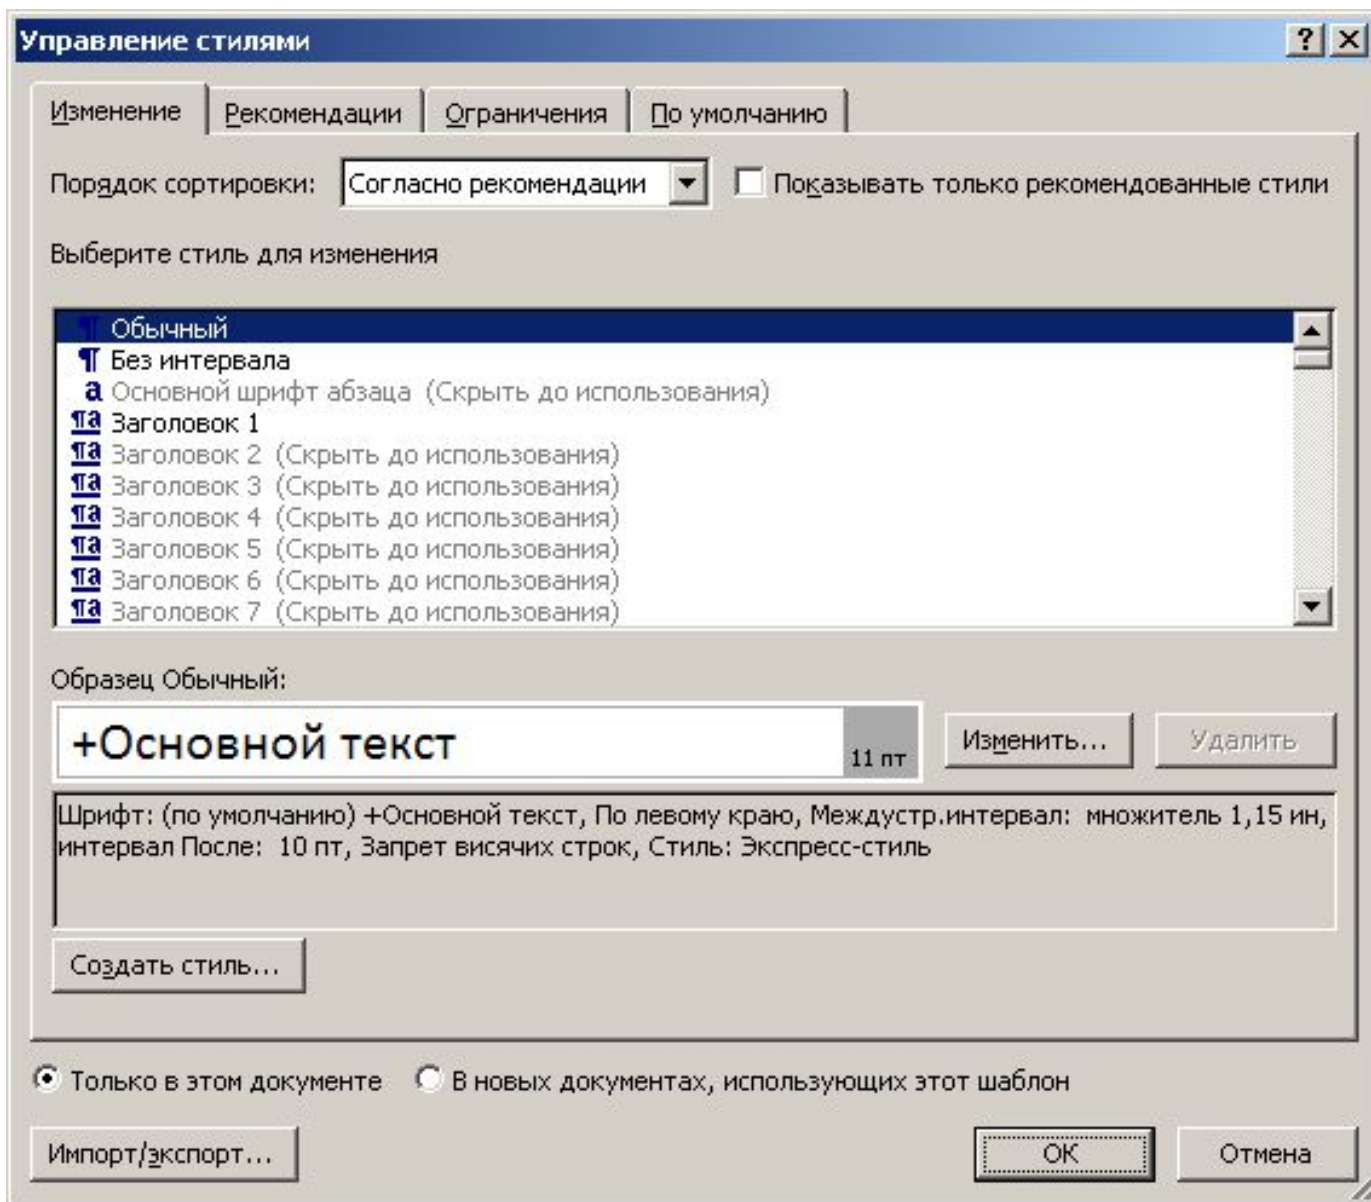 Управление стилями
Изменение Рекомендации Ограничения По умолчанию
Порядок сортировки: Согласно рекомендации Показывать только рекомендованные стили
Выберите стиль для изменения
¶ Обычный
¶ Без интервала
a Основной шрифт абзаца (Скрыть до использования)
¶a Заголовок 1
¶a Заголовок 2 (Скрыть до использования)
¶a Заголовок 3 (Скрыть до использования)
¶a Заголовок 4 (Скрыть до использования)
¶a Заголовок 5 (Скрыть до использования)
¶a Заголовок 6 (Скрыть до использования)
¶a Заголовок 7 (Скрыть до использования)
Образец Обычный:
+Основной текст 11 пт Изменить... Удалить
Шрифт: (по умолчанию) +Основной текст, По левому краю, Междустр.интервал: множитель 1,15 ин,
интервал После: 10 пт, Запрет висячих строк, Стиль: Экспресс-стиль
Создать стиль...
Только в этом документе В новых документах, использующих этот шаблон
Импорт/экспорт... ОК Отмена